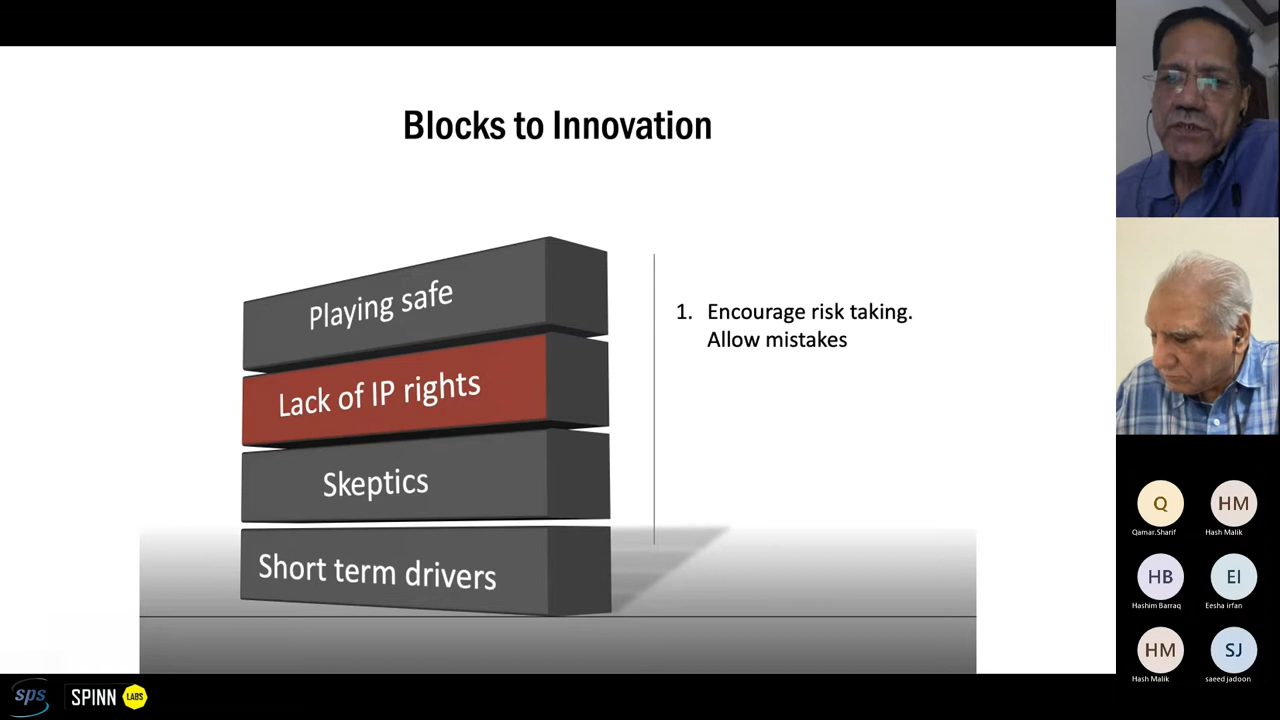 Blocks to Innovation
Playing safe
Lack of IP rights
Skeptics
Short term drivers
1. Encourage risk taking.
Allow mistakes
Q
Qamar.Sharif
HM
Hash Malik
HB
Hashim Barraq
EI
Eesha irfan
HM
Hash Malik
SJ
saeed jadoon
sps
SPINN LABS